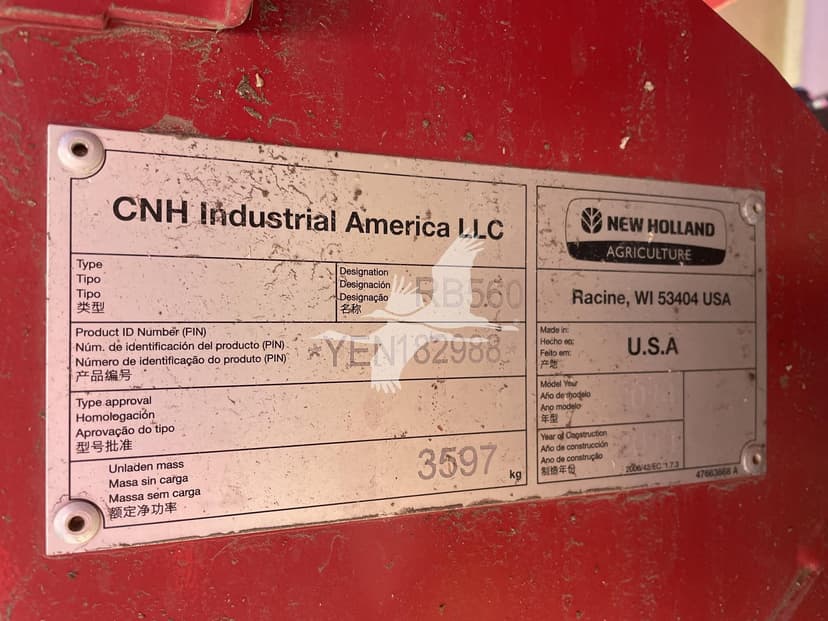 CNH Industrial America LLC
Type
Tipo
Tipo
类型
Designation
Designación
Designação
名称
RB560
Product ID Number (PIN)
Núm. de identificación del producto (PIN)
Número de identificação do produto (PIN)
产品编号
*YEN182988
Type approval
Homologación
Aprovação do tipo
型号批准
Unladen mass
Masa sin carga
Massa sem carga
额定净功率
3597
kg
NEW HOLLAND
AGRICULTURE
Racine, WI 53404 USA
Made in:
Hecho en:
Feito em:
产地
U.S.A
Model Year
Año de modelo
Ano modelo
年型
Year of Construction
Año de construcción
Ano de construção
制造年份
2006/42/EC *1.7.3
47663668 A